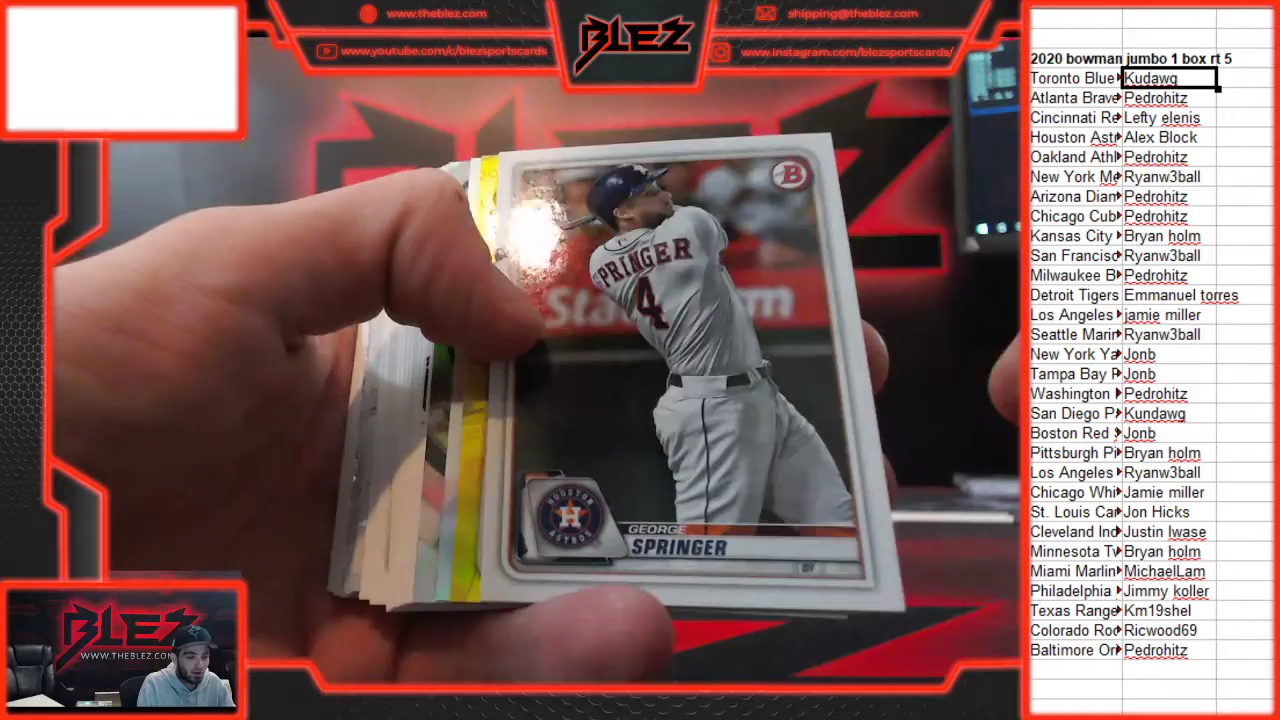 www.theblez.com
www.youtube.com/c/blezsportscards
BLEZ
shipping@theblez.com
www.instagram.com/blezsportscards/
B
SPRINGER
4
HOUSTON
H
ASTROS
GEORGE
SPRINGER
OF
BLEZ
WWW.THEBLEZ.COM
2020 bowman jumbo 1 box rt 5
Toronto Blue Kudawg
Atlanta Brave Pedrohitz
Cincinnati Re Lefty elenis
Houston Astr Alex Block
Oakland Athl Pedrohitz
New York Me Ryanw3ball
Arizona Dian Pedrohitz
Chicago Cub Pedrohitz
Kansas City Bryan holm
San Francisc Ryanw3ball
Milwaukee B Pedrohitz
Detroit Tigers Emmanuel torres
Los Angeles jamie miller
Seattle Marin Ryanw3ball
New York Ya Jonb
Tampa Bay R Jonb
Washington Pedrohitz
San Diego P Kundawg
Boston Red Jonb
Pittsburgh Pi Bryan holm
Los Angeles Ryanw3ball
Chicago Whi Jamie miller
St. Louis Car Jon Hicks
Cleveland Ind Justin Iwase
Minnesota Tv Bryan holm
Miami Marlin MichaelLam
Philadelphia Jimmy koller
Texas Range Km19shel
Colorado Roc Ricwood69
Baltimore Or Pedrohitz